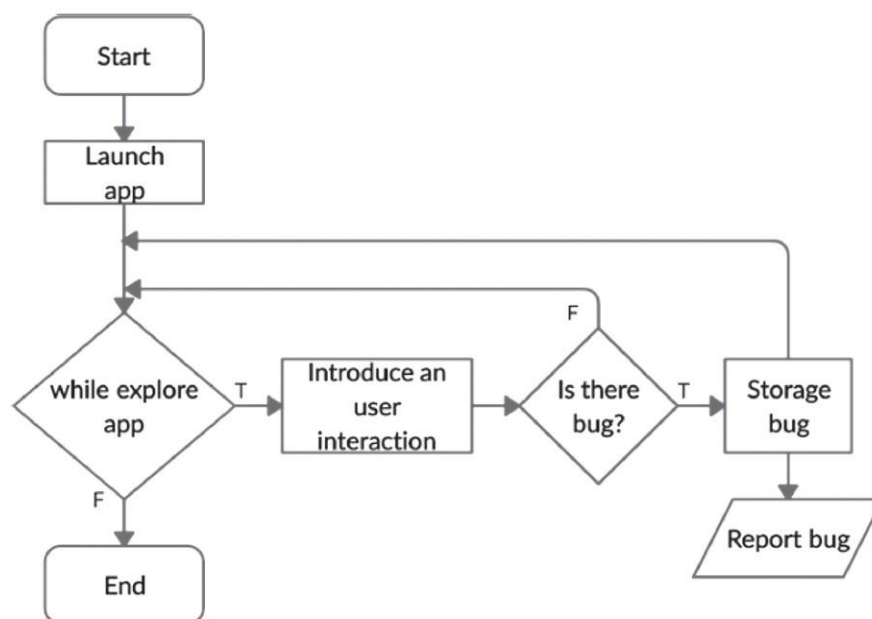 Start
Launch
app
F
while explore
app
T
Introduce an
user
interaction
Is there
bug?
T
Storage
bug
F
Report bug
End